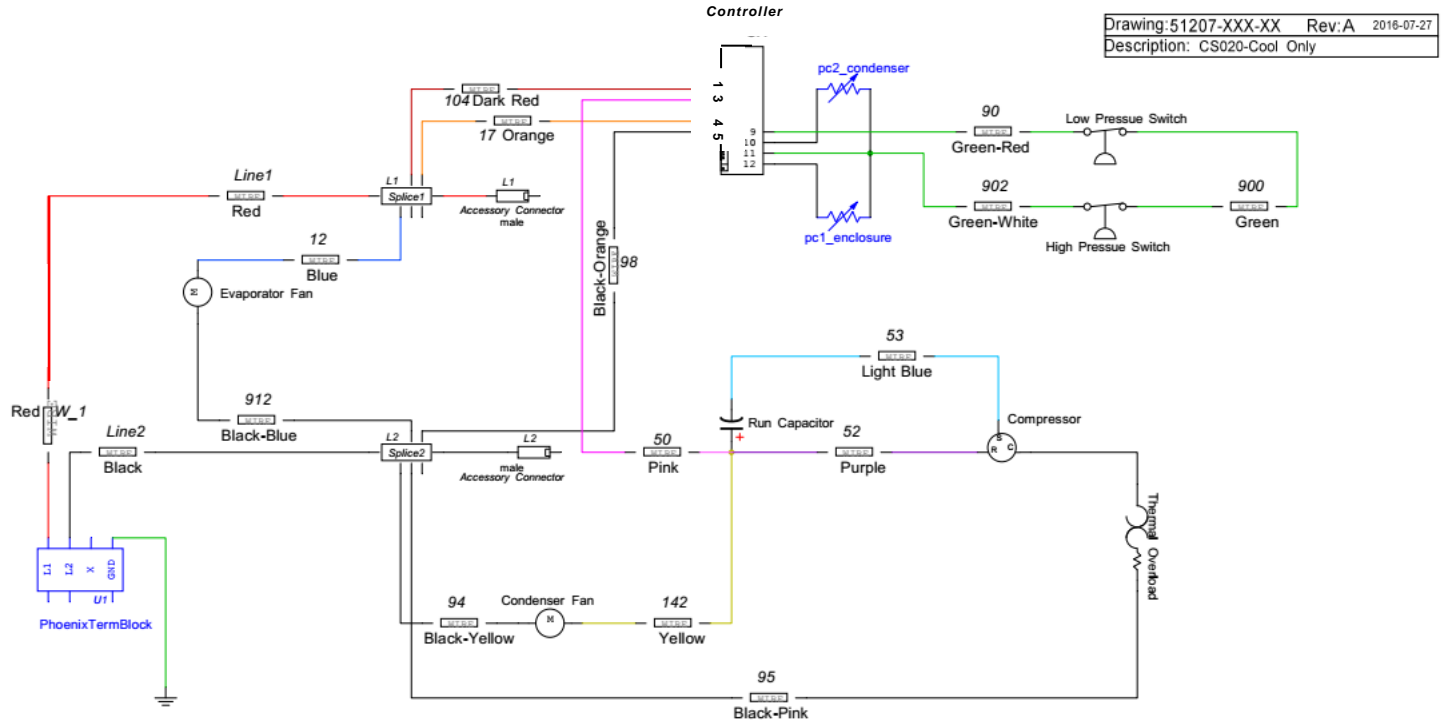 Controller
Drawing:51207-XXX-XX Rev:A 2016-07-27
Description: CS020-Cool Only
pc2_condenser
1
3
4
5
9
10
11
12
104 Dark Red
17 Orange
90
Green-Red
Low Pressue Switch
902
Green-White
High Pressue Switch
900
Green
pc1_enclosure
Line1
Red
L1
Splice1
L1
Accessory Connector
male
12
Blue
M
Evaporator Fan
Black-Orange
98
53
Light Blue
Red W_1
912
Black-Blue
Line2
Black
L2
Splice2
L2
male
Accessory Connector
50
Pink
+
Run Capacitor
52
Purple
Compressor
S
R
C
Thermal Overload
L1
L2
X
GND
U1
PhoenixTermBlock
94
Black-Yellow
Condenser Fan
M
142
Yellow
95
Black-Pink